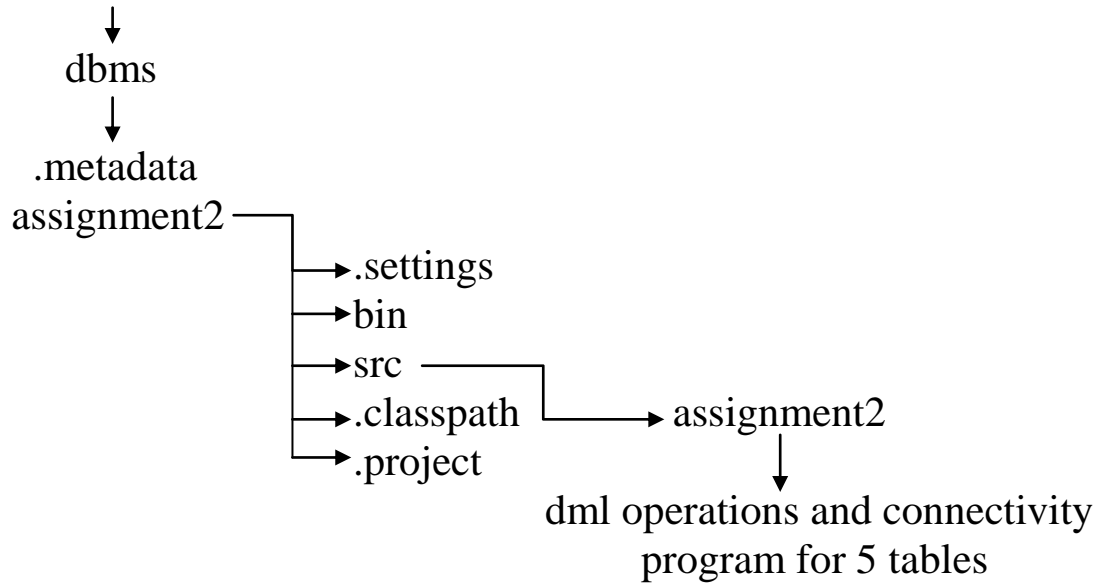 dbms
.metadata
assignment2
.settings
bin
src
.classpath
assignment2
.project
dml operations and connectivity
program for 5 tables